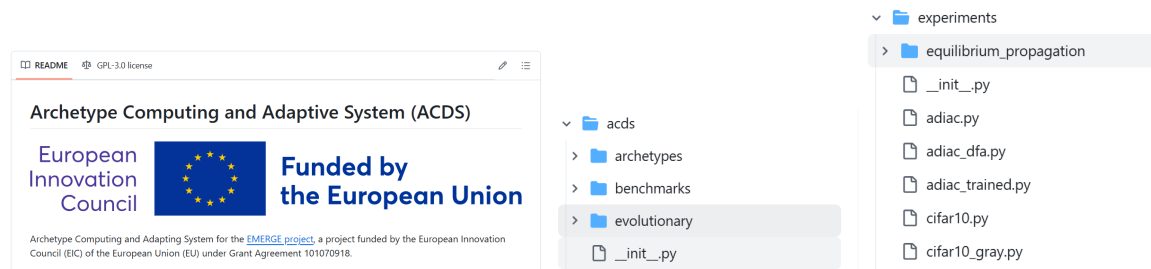 README
GPL-3.0 license
Archetype Computing and Adaptive System (ACDS)
European
Innovation
Council
Funded by
the European Union
Archetype Computing and Adapting System for the EMERGE project, a project funded by the European Innovation
Council (EIC) of the European Union (EU) under Grant Agreement 101070918.
acds
archetypes
benchmarks
evolutionary
__init__.py
experiments
equilibrium_propagation
__init__.py
adiac.py
adiac_dfa.py
adiac_trained.py
cifar10.py
cifar10_gray.py